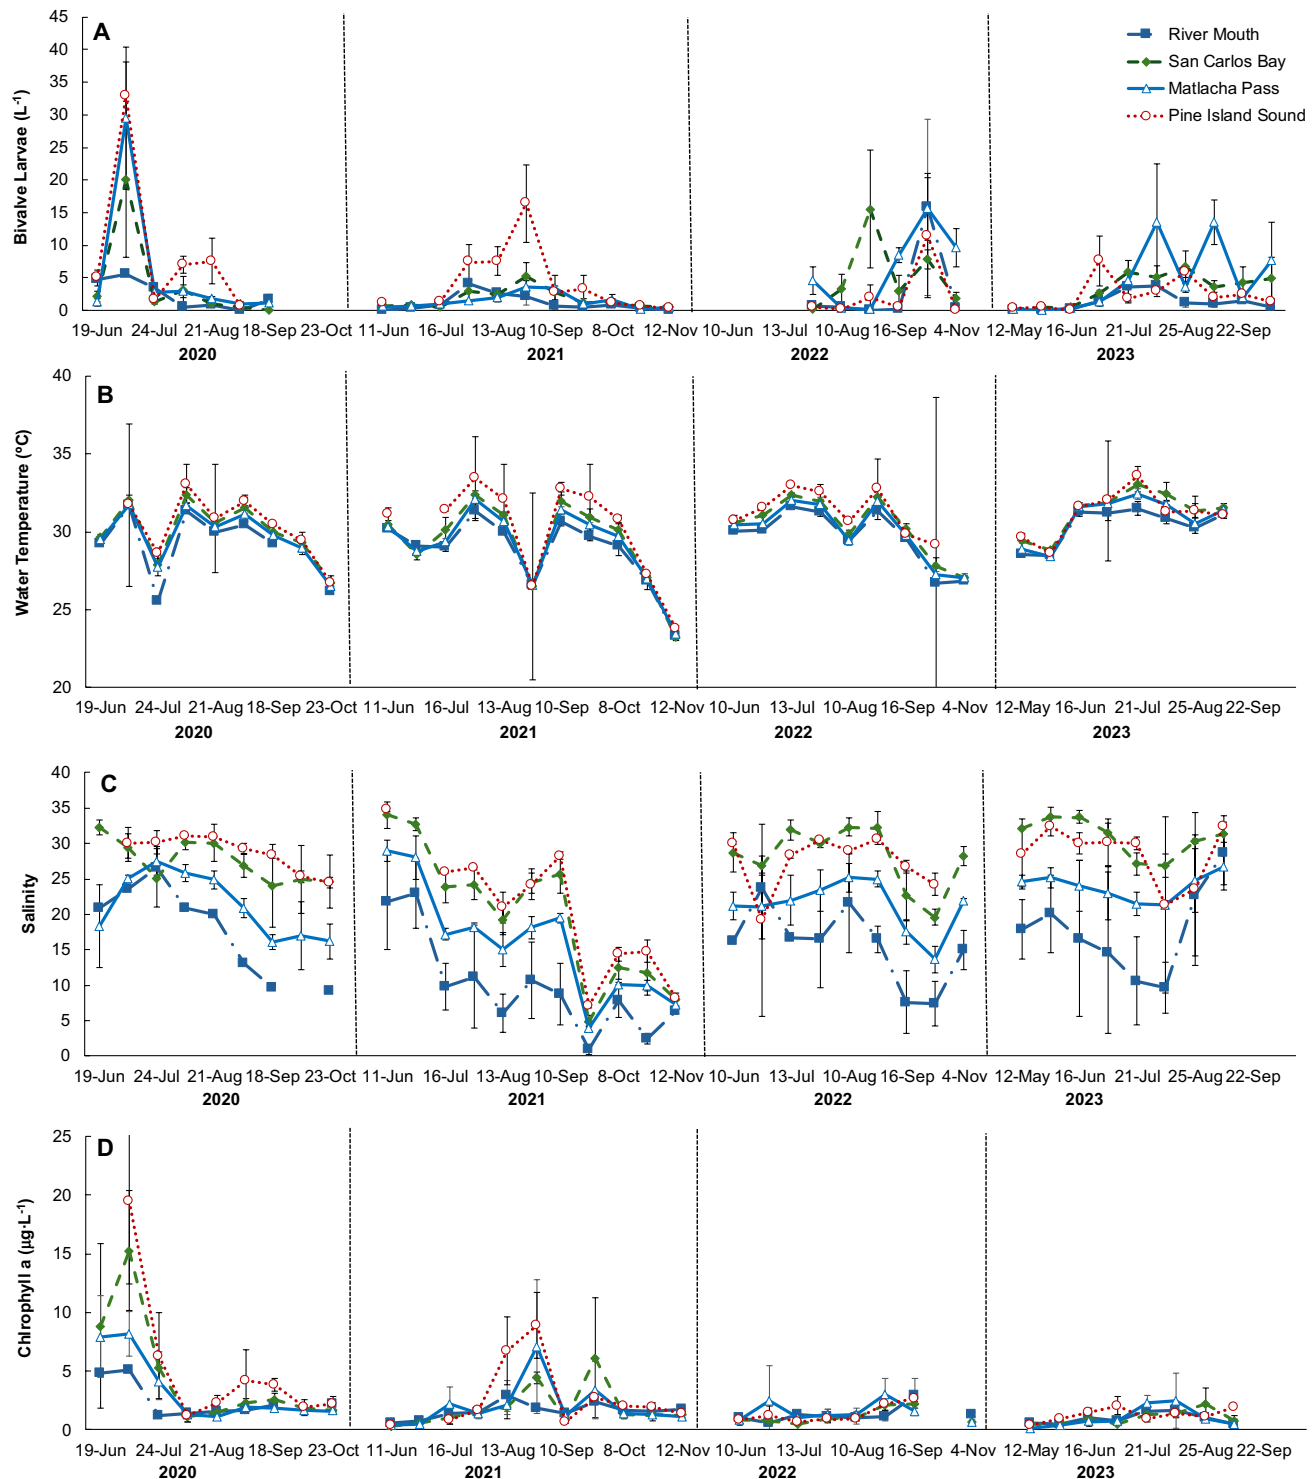 A
45
40
35
30
25
20
15
10
5
0
Bivalve Larvae (L⁻¹)
River Mouth
San Carlos Bay
Matlacha Pass
Pine Island Sound
19-Jun 24-Jul 21-Aug 18-Sep 23-Oct 11-Jun 16-Jul 13-Aug 10-Sep 8-Oct 12-Nov 10-Jun 13-Jul 10-Aug 16-Sep 4-Nov 12-May 16-Jun 21-Jul 25-Aug 22-Sep
2020 2021 2022 2023
B
40
35
30
25
20
Water Temperature (°C)
19-Jun 24-Jul 21-Aug 18-Sep 23-Oct 11-Jun 16-Jul 13-Aug 10-Sep 8-Oct 12-Nov 10-Jun 13-Jul 10-Aug 16-Sep 4-Nov 12-May 16-Jun 21-Jul 25-Aug 22-Sep
2020 2021 2022 2023
C
40
35
30
25
20
15
10
5
0
Salinity
19-Jun 24-Jul 21-Aug 18-Sep 23-Oct 11-Jun 16-Jul 13-Aug 10-Sep 8-Oct 12-Nov 10-Jun 13-Jul 10-Aug 16-Sep 4-Nov 12-May 16-Jun 21-Jul 25-Aug 22-Sep
2020 2021 2022 2023
D
25
20
15
10
5
0
Chlrophyll a (µg·L⁻¹)
19-Jun 24-Jul 21-Aug 18-Sep 23-Oct 11-Jun 16-Jul 13-Aug 10-Sep 8-Oct 12-Nov 10-Jun 13-Jul 10-Aug 16-Sep 4-Nov 12-May 16-Jun 21-Jul 25-Aug 22-Sep
2020 2021 2022 2023